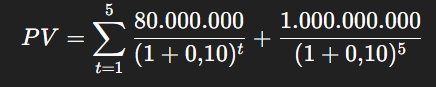 PV = \sum_{t=1}^{5} \frac{80.000.000}{(1 + 0,10)^t} + \frac{1.000.000.000}{(1 + 0,10)^5}